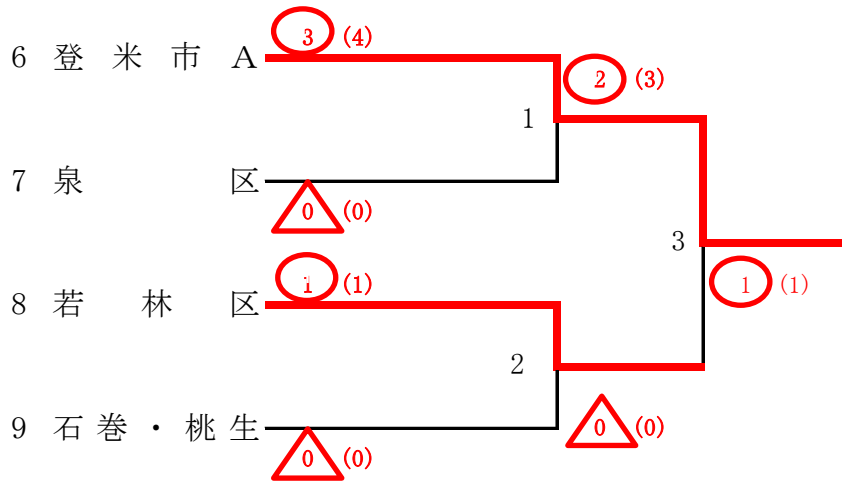 3 (4)
6 登米市A
2 (3)
1
7 泉区
0 (0)
3
i (1)
1 (1)
8 若林区
2
9 石巻・桃生
0 (0)
0 (0)